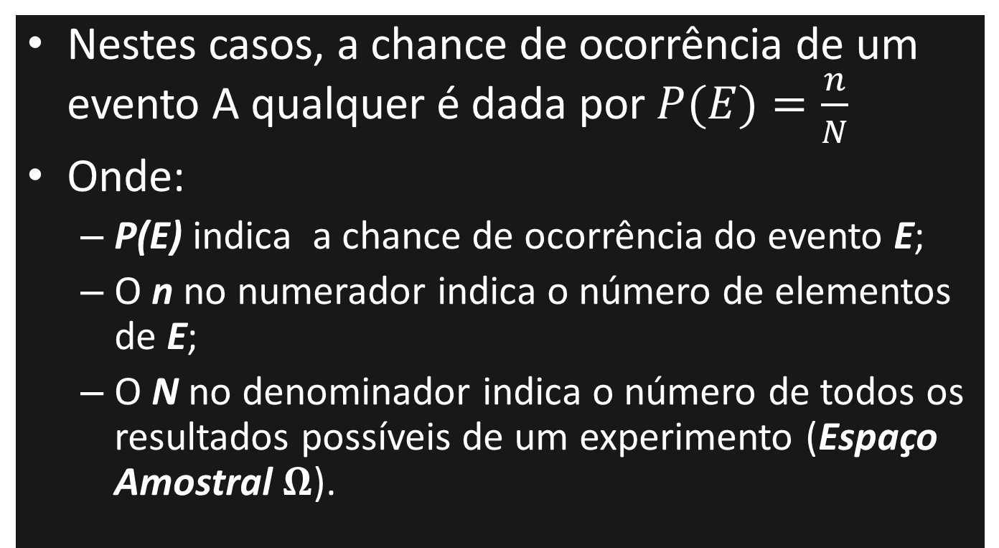 • Nestes casos, a chance de ocorrência de um
evento A qualquer é dada por P(E) = n/N
• Onde:
– P(E) indica  a chance de ocorrência do evento E;
– O n no numerador indica o número de elementos
de E;
– O N no denominador indica o número de todos os
resultados possíveis de um experimento (Espaço
Amostral Ω).